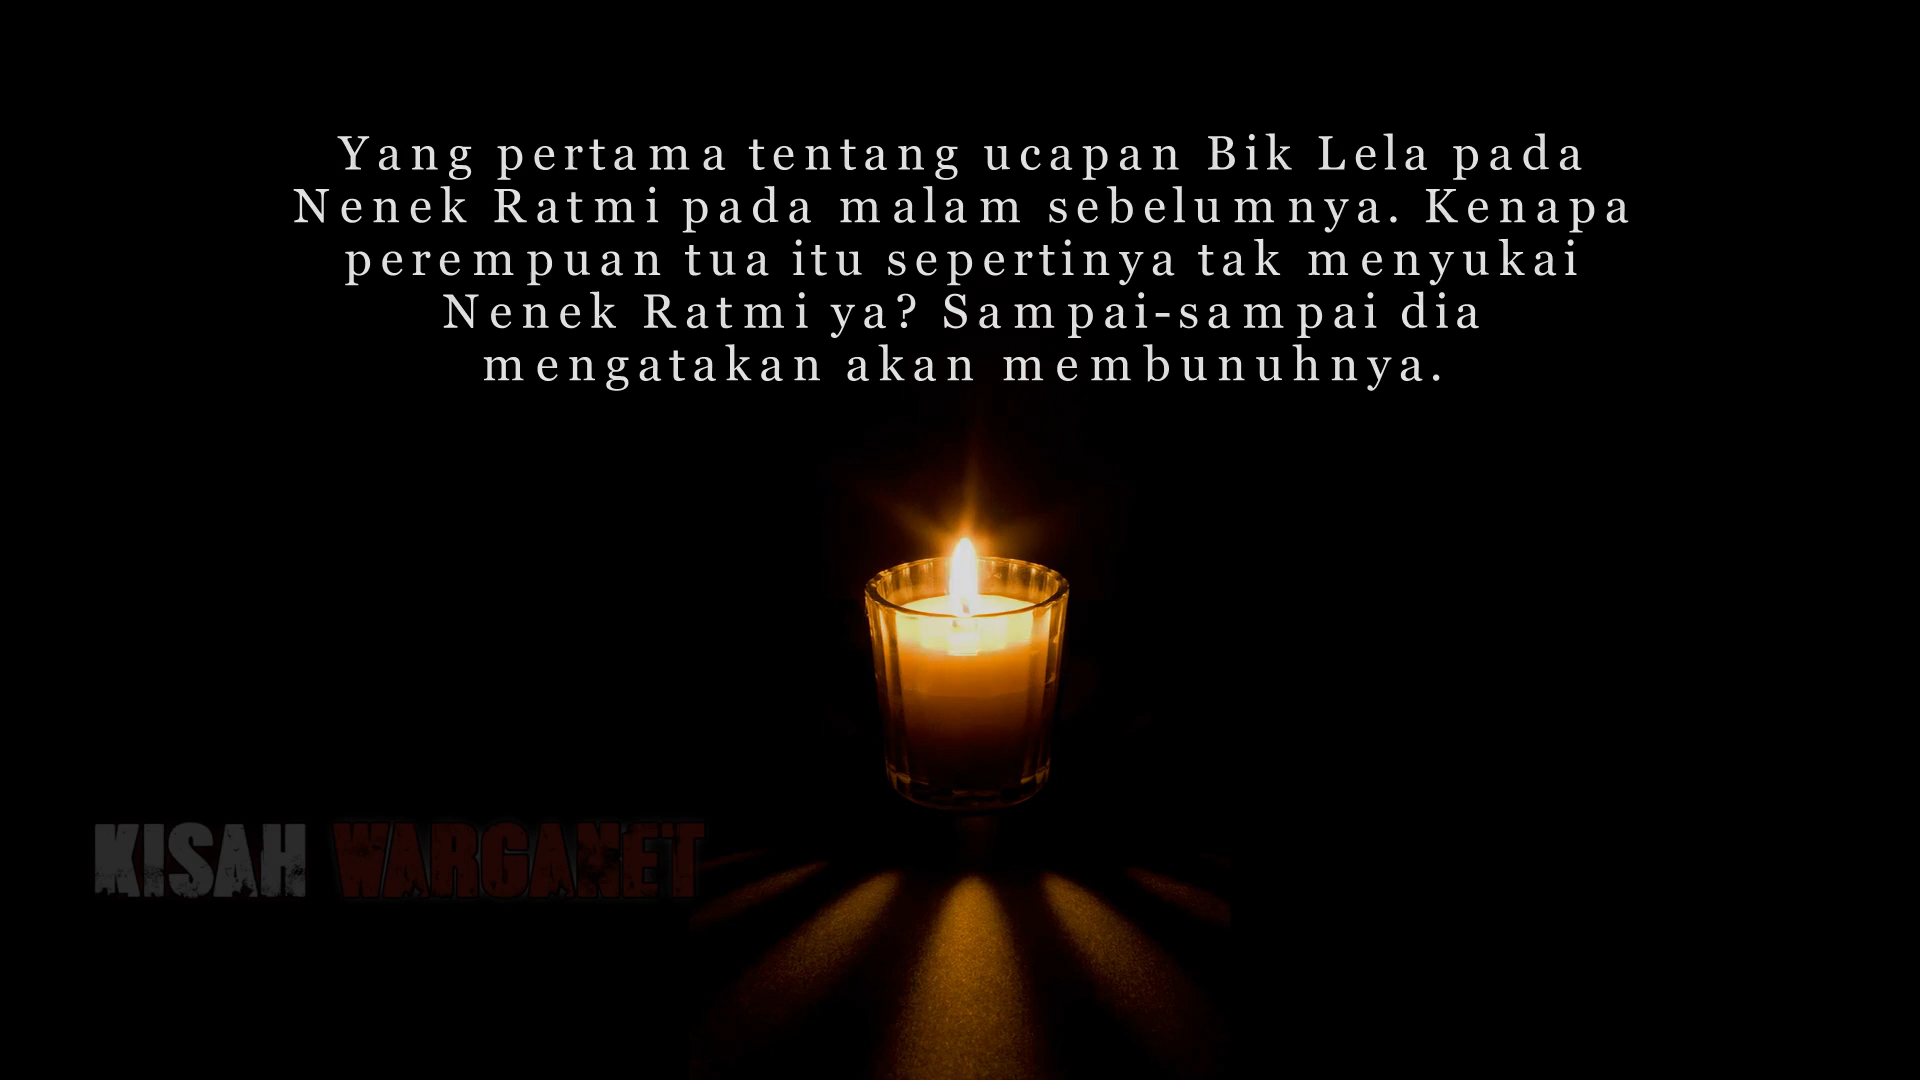 Yang pertama tentang ucapan Bik Lela pada
Nenek Ratmi pada malam sebelumnya. Kenapa
perempuan tua itu sepertinya tak menyukai
Nenek Ratmi ya? Sampai-sampai dia
mengatakan akan membunuhnya.
KISAH WARGANET